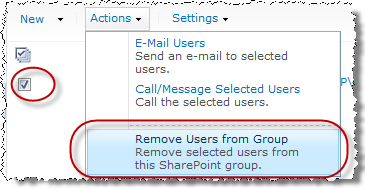 New Actions Settings
E-Mail Users
Send an e-mail to selected
users.
Call/Message Selected Users
Call the selected users.
Remove Users from Group
Remove selected users from
this SharePoint group.